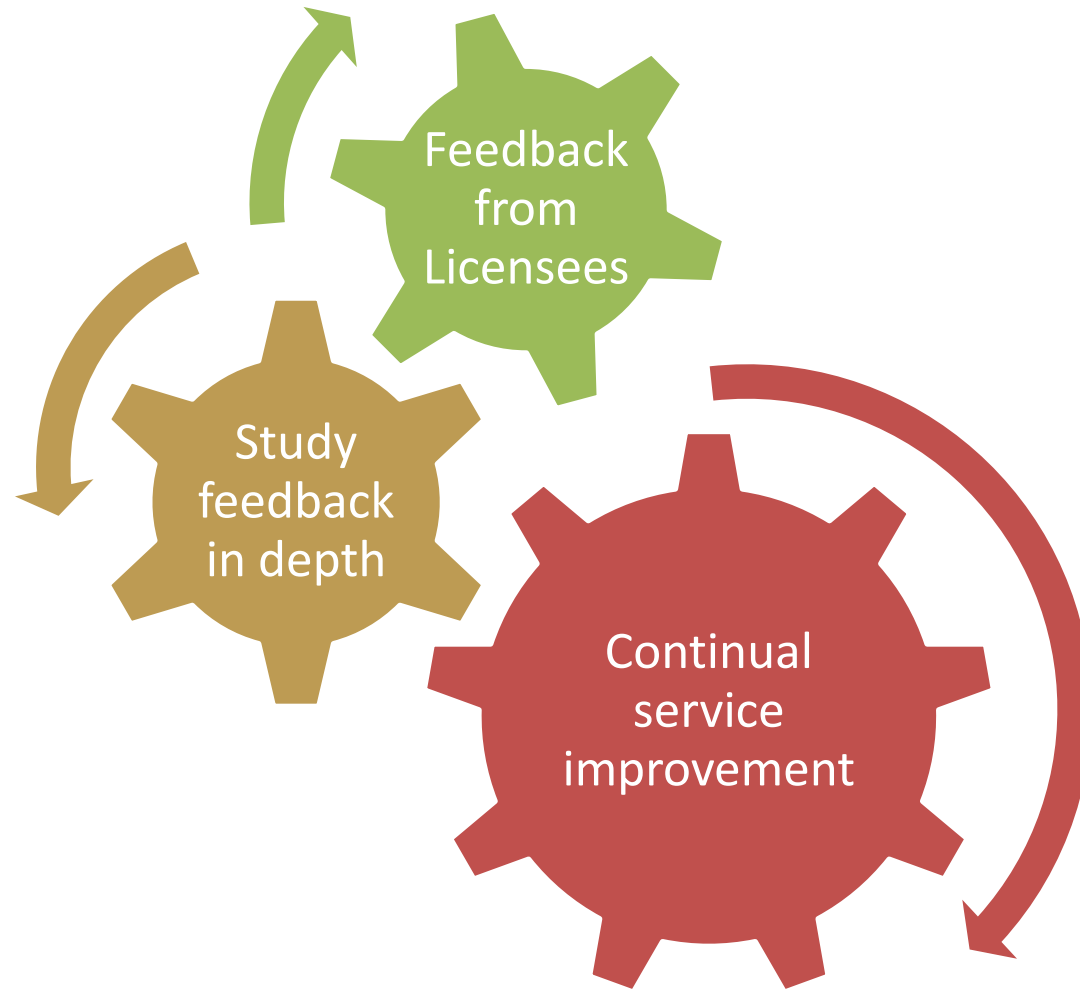 Feedback
from
Licensees
Study
feedback
in depth
Continual
service
improvement